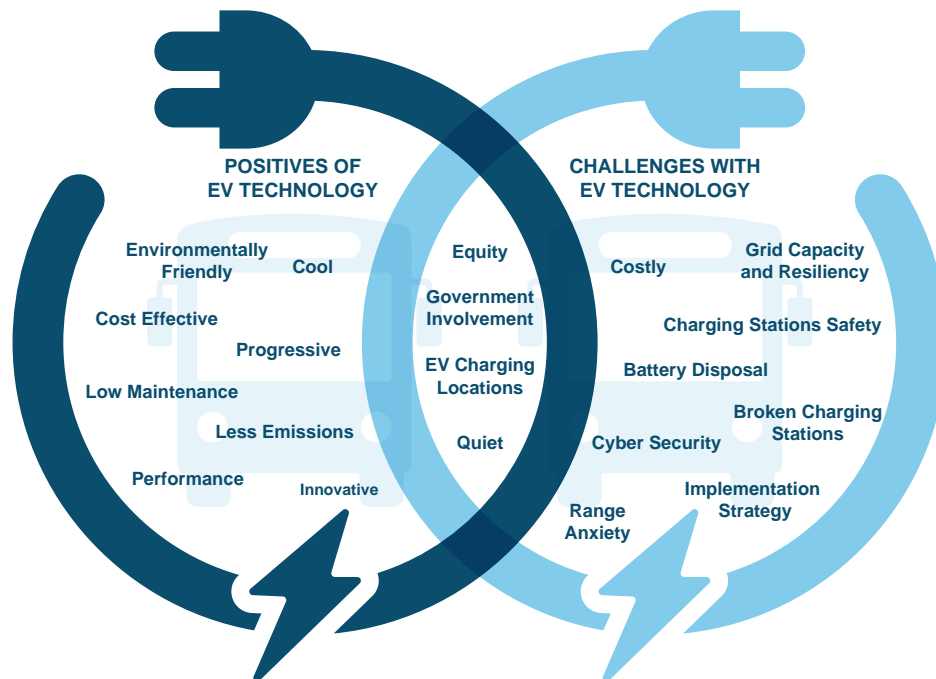 POSITIVES OF
EV TECHNOLOGY
Environmentally
Friendly
Cool
Cost Effective
Progressive
Low Maintenance
Less Emissions
Performance
Innovative
Equity
Government
Involvement
EV Charging
Locations
Quiet
CHALLENGES WITH
EV TECHNOLOGY
Costly
Grid Capacity
and Resiliency
Charging Stations Safety
Battery Disposal
Broken Charging
Stations
Cyber Security
Implementation
Strategy
Range
Anxiety